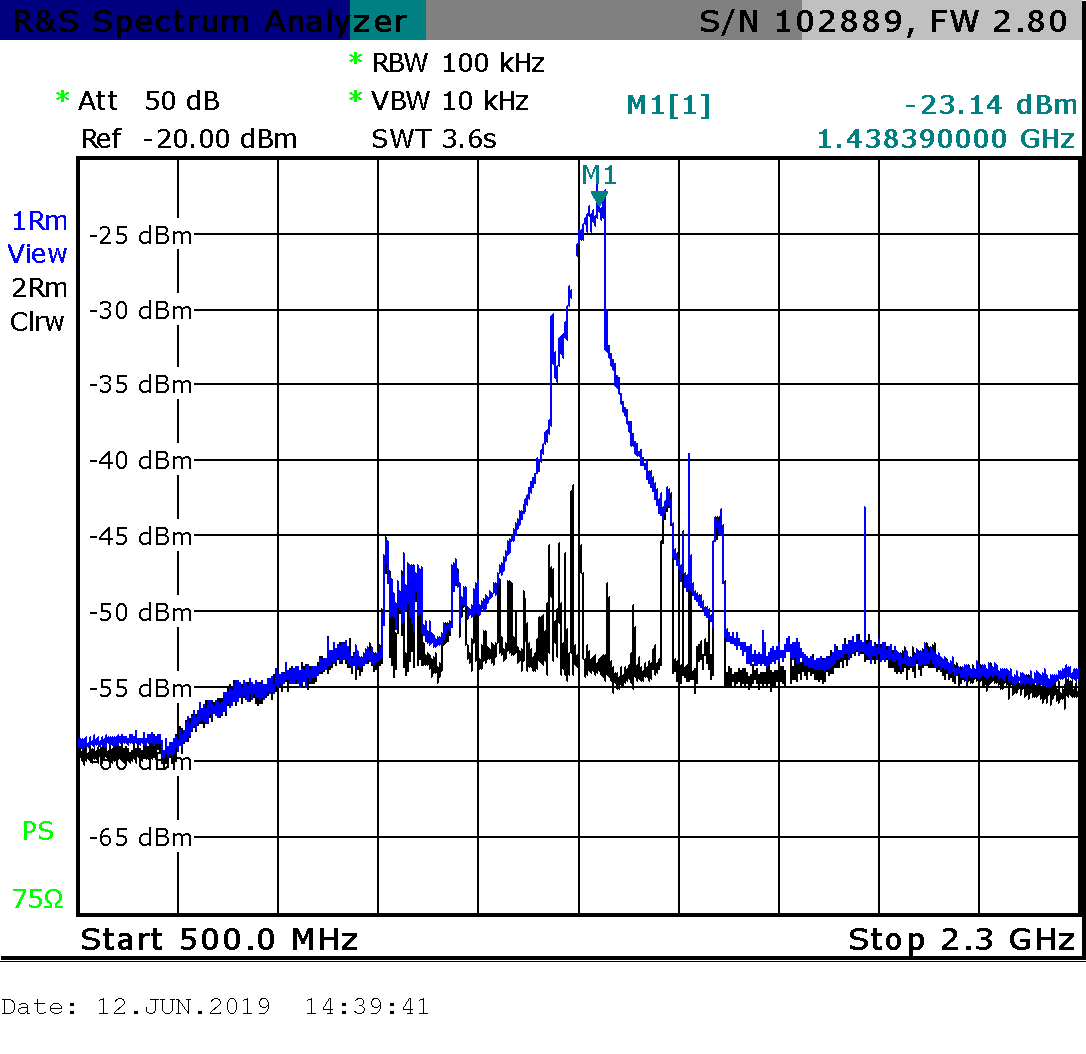 R&S Spectrum Analyzer S/N 102889, FW 2.80
* RBW 100 kHz
* Att 50 dB * VBW 10 kHz M1[1] -23.14 dBm
Ref -20.00 dBm SWT 3.6s 1.438390000 GHz
M1
1Rm
View
2Rm
Clrw
-25 dBm
-30 dBm
-35 dBm
-40 dBm
-45 dBm
-50 dBm
-55 dBm
-60 dBm
-65 dBm
PS
75Ω
Start 500.0 MHz Stop 2.3 GHz
Date: 12.JUN.2019 14:39:41